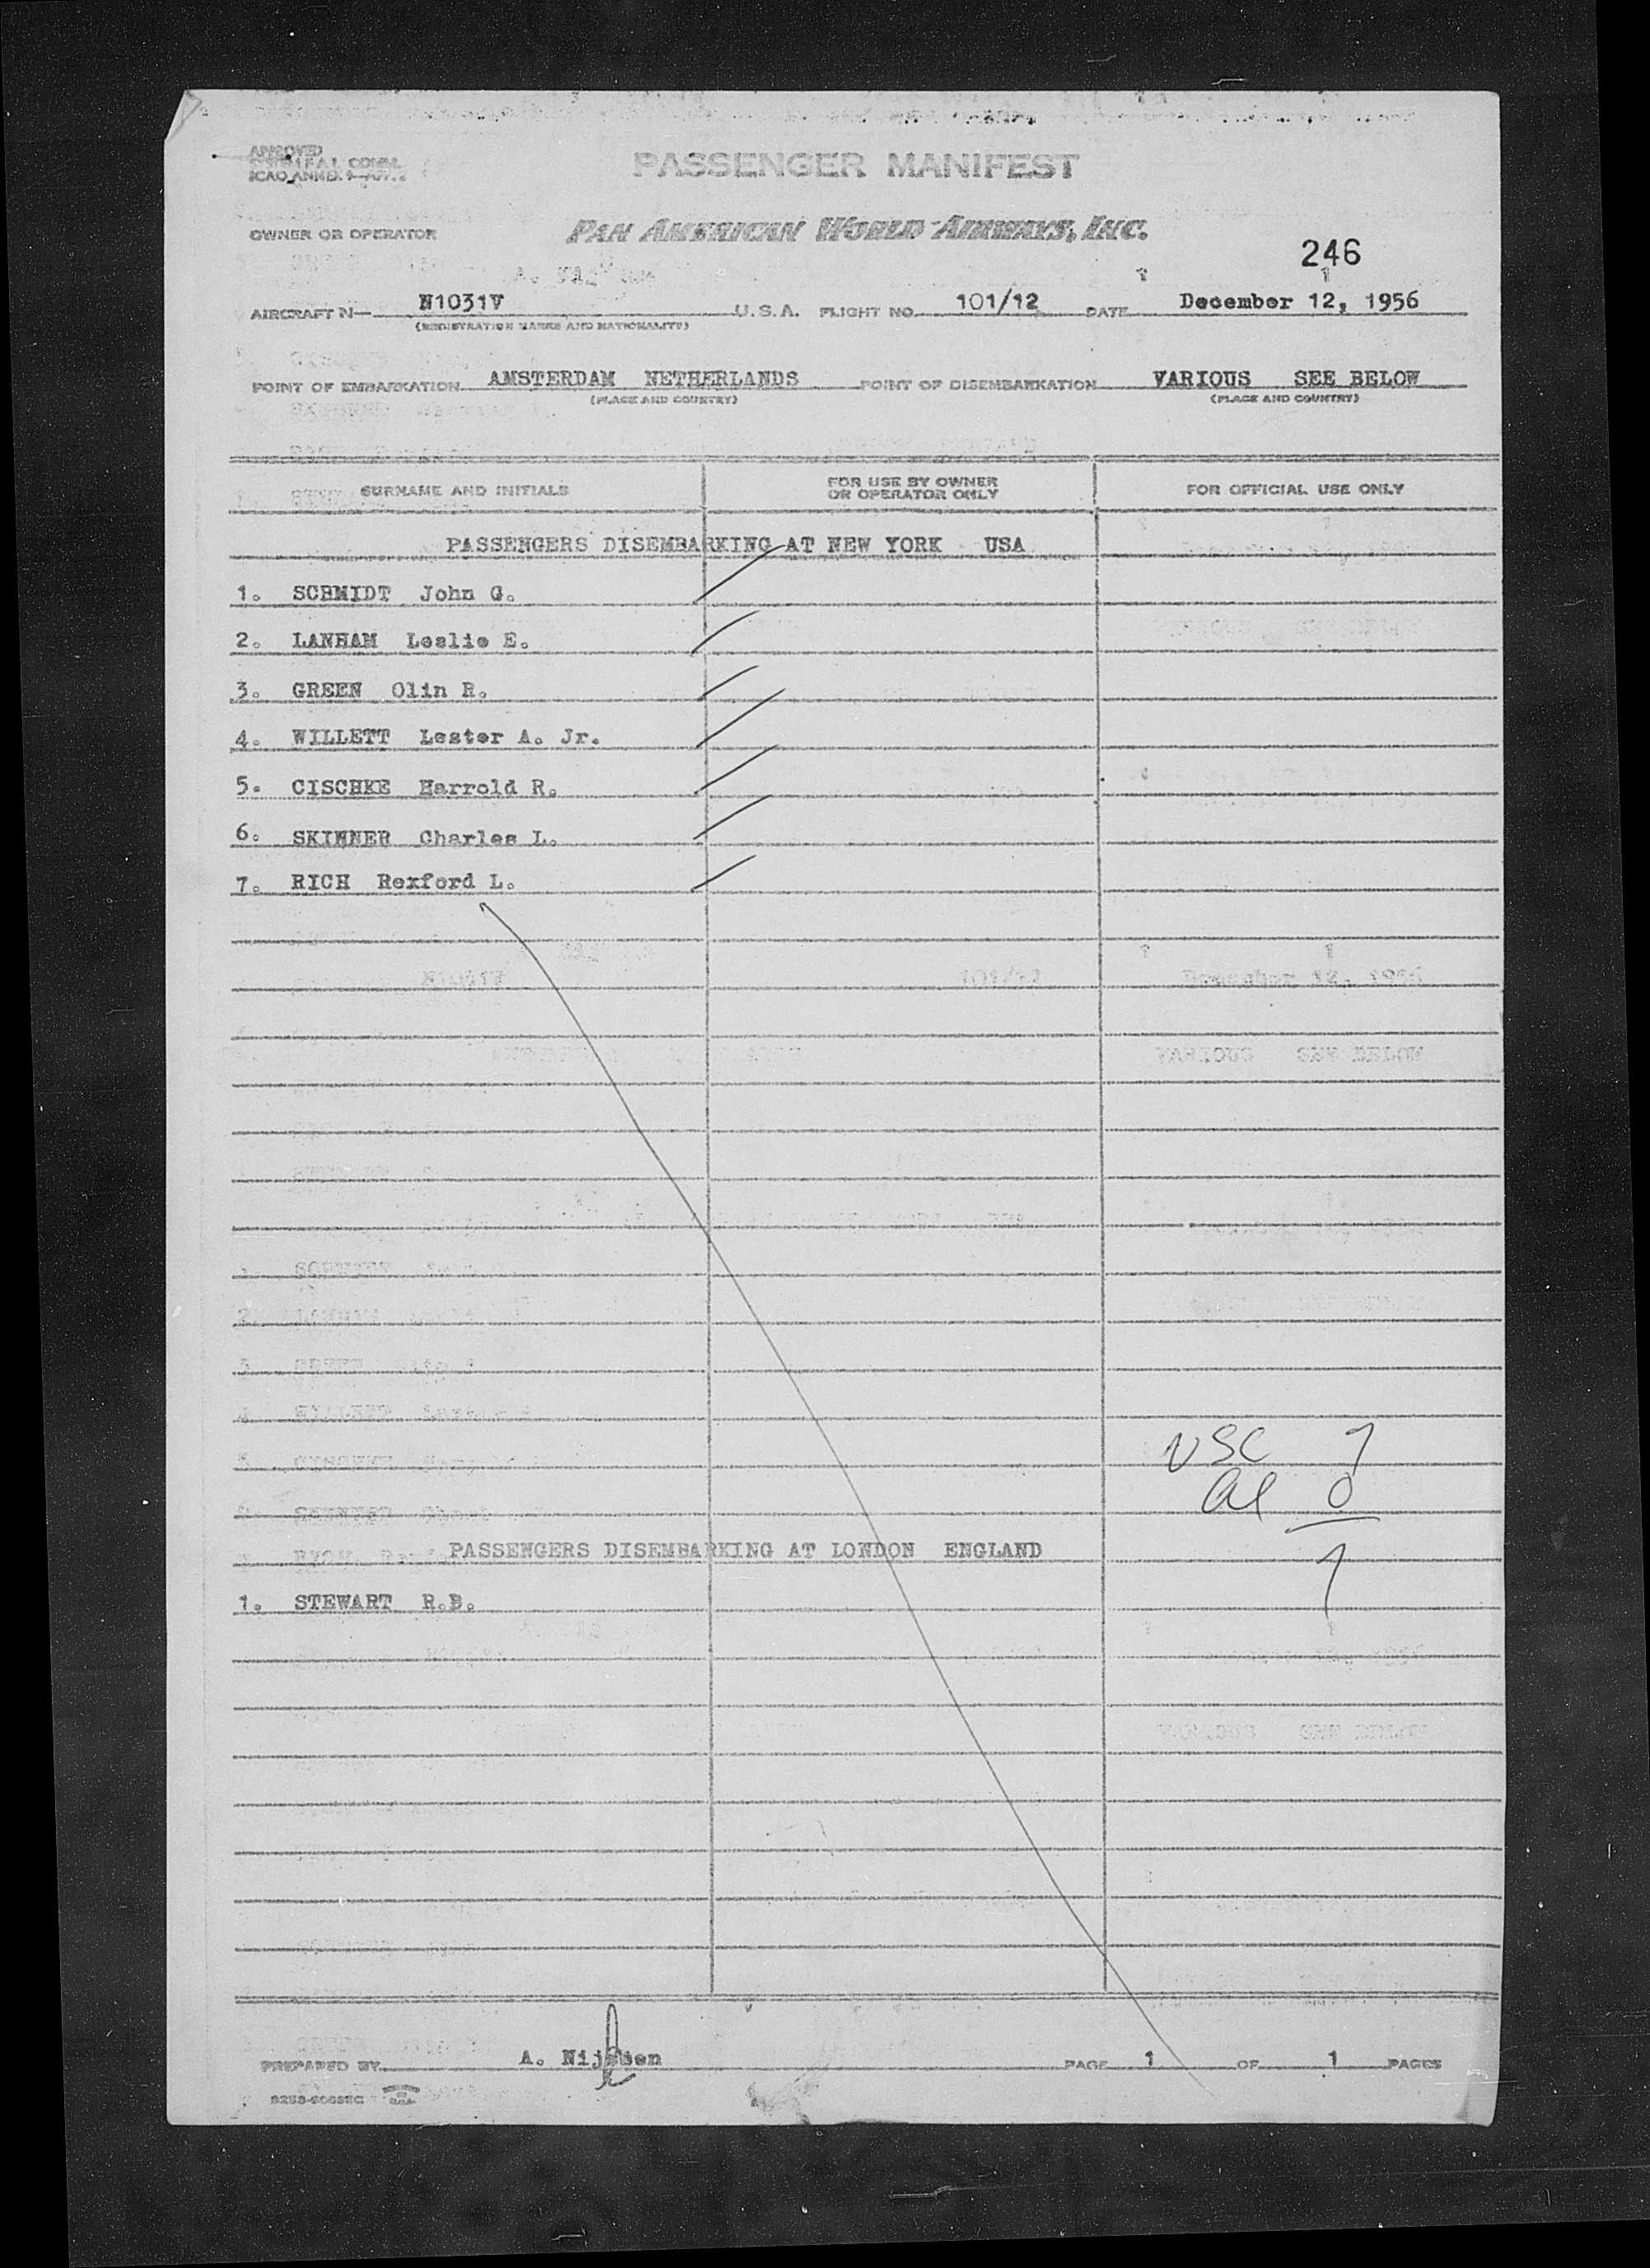 APPROVED
PASSENGER MANIFEST
OWNER OR OPERATOR PAN AMERICAN WORLD AIRWAYS, INC.
246
AIRCRAFT N— N1031V U.S.A. FLIGHT NO. 101/12 DATE December 12, 1956
(REGISTRATION MARKS AND NATIONALITY)
POINT OF EMBARKATION AMSTERDAM NETHERLANDS POINT OF DISEMBARKATION VARIOUS SEE BELOW
(PLACE AND COUNTRY) (PLACE AND COUNTRY)
SURNAME AND INITIALS FOR USE BY OWNER OR OPERATOR ONLY FOR OFFICIAL USE ONLY
PASSENGERS DISEMBARKING AT NEW YORK USA
1. SCHMIDT John G.
2. LANHAM Leslie E.
3. GREEN Olin R.
4. WILLETT Lester A. Jr.
5. CISCHKE Harrold R.
6. SKINNER Charles L.
7. RICH Rexford L.
USC 7
al 0
PASSENGERS DISEMBARKING AT LONDON ENGLAND
7
1. STEWART R.B.
PREPARED BY A. PAGE 1 OF 1 PAGES